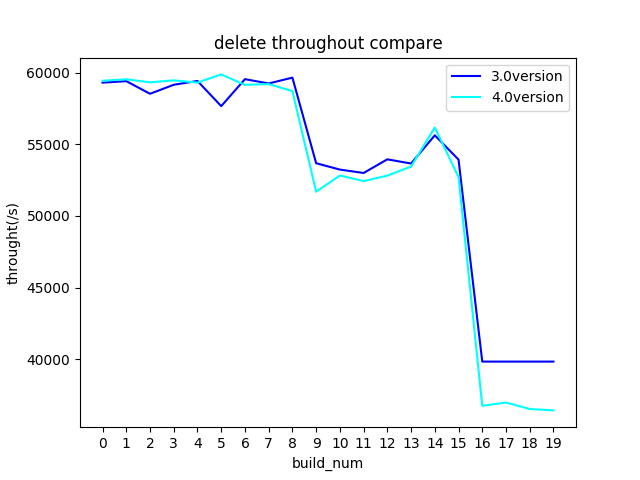 delete throughout compare
3.0version
4.0version
60000
55000
50000
45000
40000
throught(/s)
0 1 2 3 4 5 6 7 8 9 10 11 12 13 14 15 16 17 18 19
build_num